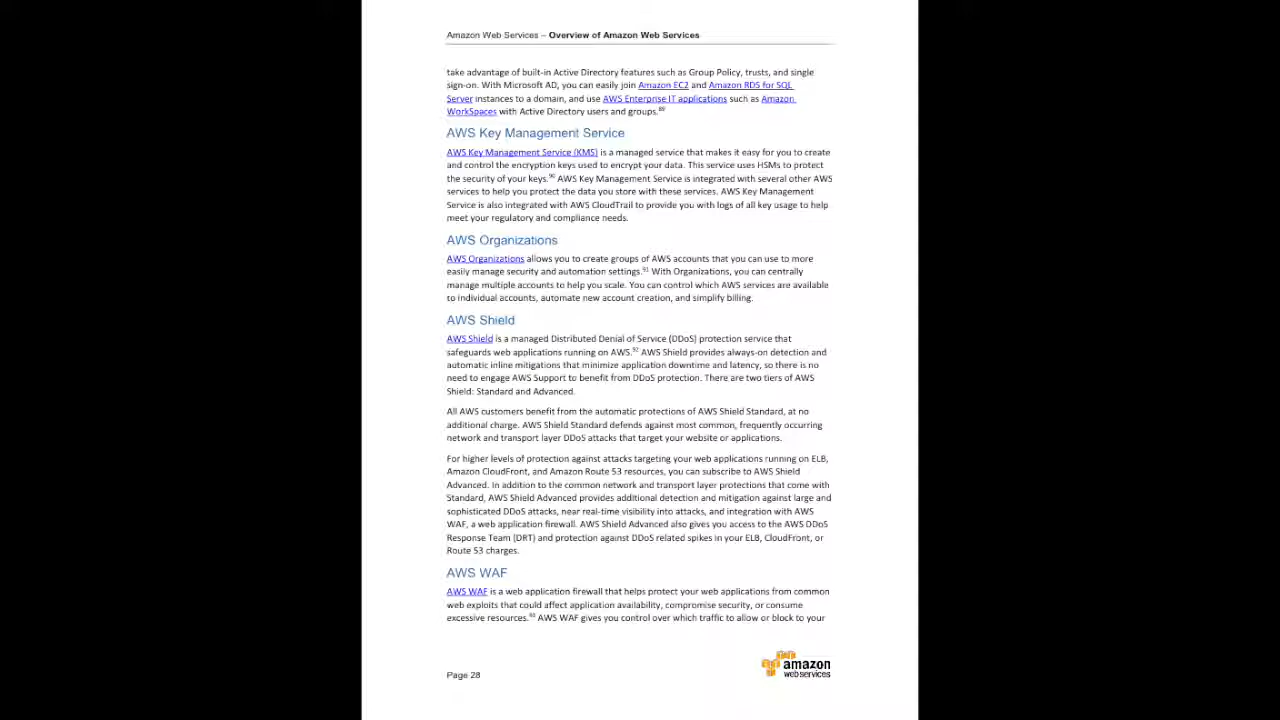 Amazon Web Services – Overview of Amazon Web Services
take advantage of built-in Active Directory features such as Group Policy, trusts, and single
sign-on. With Microsoft AD, you can easily join Amazon EC2 and Amazon RDS for SQL
Server instances to a domain, and use AWS Enterprise IT applications such as Amazon
WorkSpaces with Active Directory users and groups.89
AWS Key Management Service
AWS Key Management Service (KMS) is a managed service that makes it easy for you to create
and control the encryption keys used to encrypt your data. This service uses HSMs to protect
the security of your keys.90 AWS Key Management Service is integrated with several other AWS
services to help you protect the data you store with these services. AWS Key Management
Service is also integrated with AWS CloudTrail to provide you with logs of all key usage to help
meet your regulatory and compliance needs.
AWS Organizations
AWS Organizations allows you to create groups of AWS accounts that you can use to more
easily manage security and automation settings.91 With Organizations, you can centrally
manage multiple accounts to help you scale. You can control which AWS services are available
to individual accounts, automate new account creation, and simplify billing.
AWS Shield
AWS Shield is a managed Distributed Denial of Service (DDoS) protection service that
safeguards web applications running on AWS.92 AWS Shield provides always-on detection and
automatic inline mitigations that minimize application downtime and latency, so there is no
need to engage AWS Support to benefit from DDoS protection. There are two tiers of AWS
Shield: Standard and Advanced.
All AWS customers benefit from the automatic protections of AWS Shield Standard, at no
additional charge. AWS Shield Standard defends against most common, frequently occurring
network and transport layer DDoS attacks that target your website or applications.
For higher levels of protection against attacks targeting your web applications running on ELB,
Amazon CloudFront, and Amazon Route 53 resources, you can subscribe to AWS Shield
Advanced. In addition to the common network and transport layer protections that come with
Standard, AWS Shield Advanced provides additional detection and mitigation against large and
sophisticated DDoS attacks, near real-time visibility into attacks, and integration with AWS
WAF, a web application firewall. AWS Shield Advanced also gives you access to the AWS DDoS
Response Team (DRT) and protection against DDoS related spikes in your ELB, CloudFront, or
Route 53 charges.
AWS WAF
AWS WAF is a web application firewall that helps protect your web applications from common
web exploits that could affect application availability, compromise security, or consume
excessive resources.93 AWS WAF gives you control over which traffic to allow or block to your
amazon
web services
Page 28